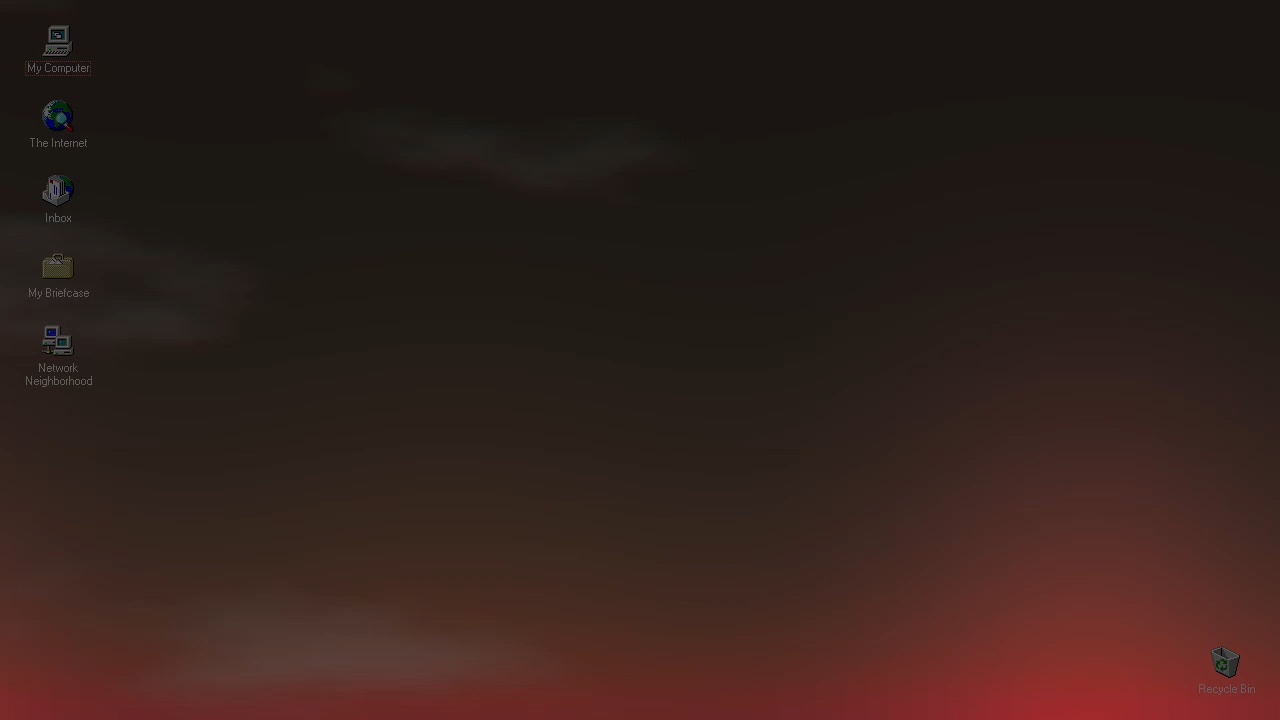 My Computer
The Internet
Inbox
My Briefcase
Network
Neighborhood
Recycle Bin